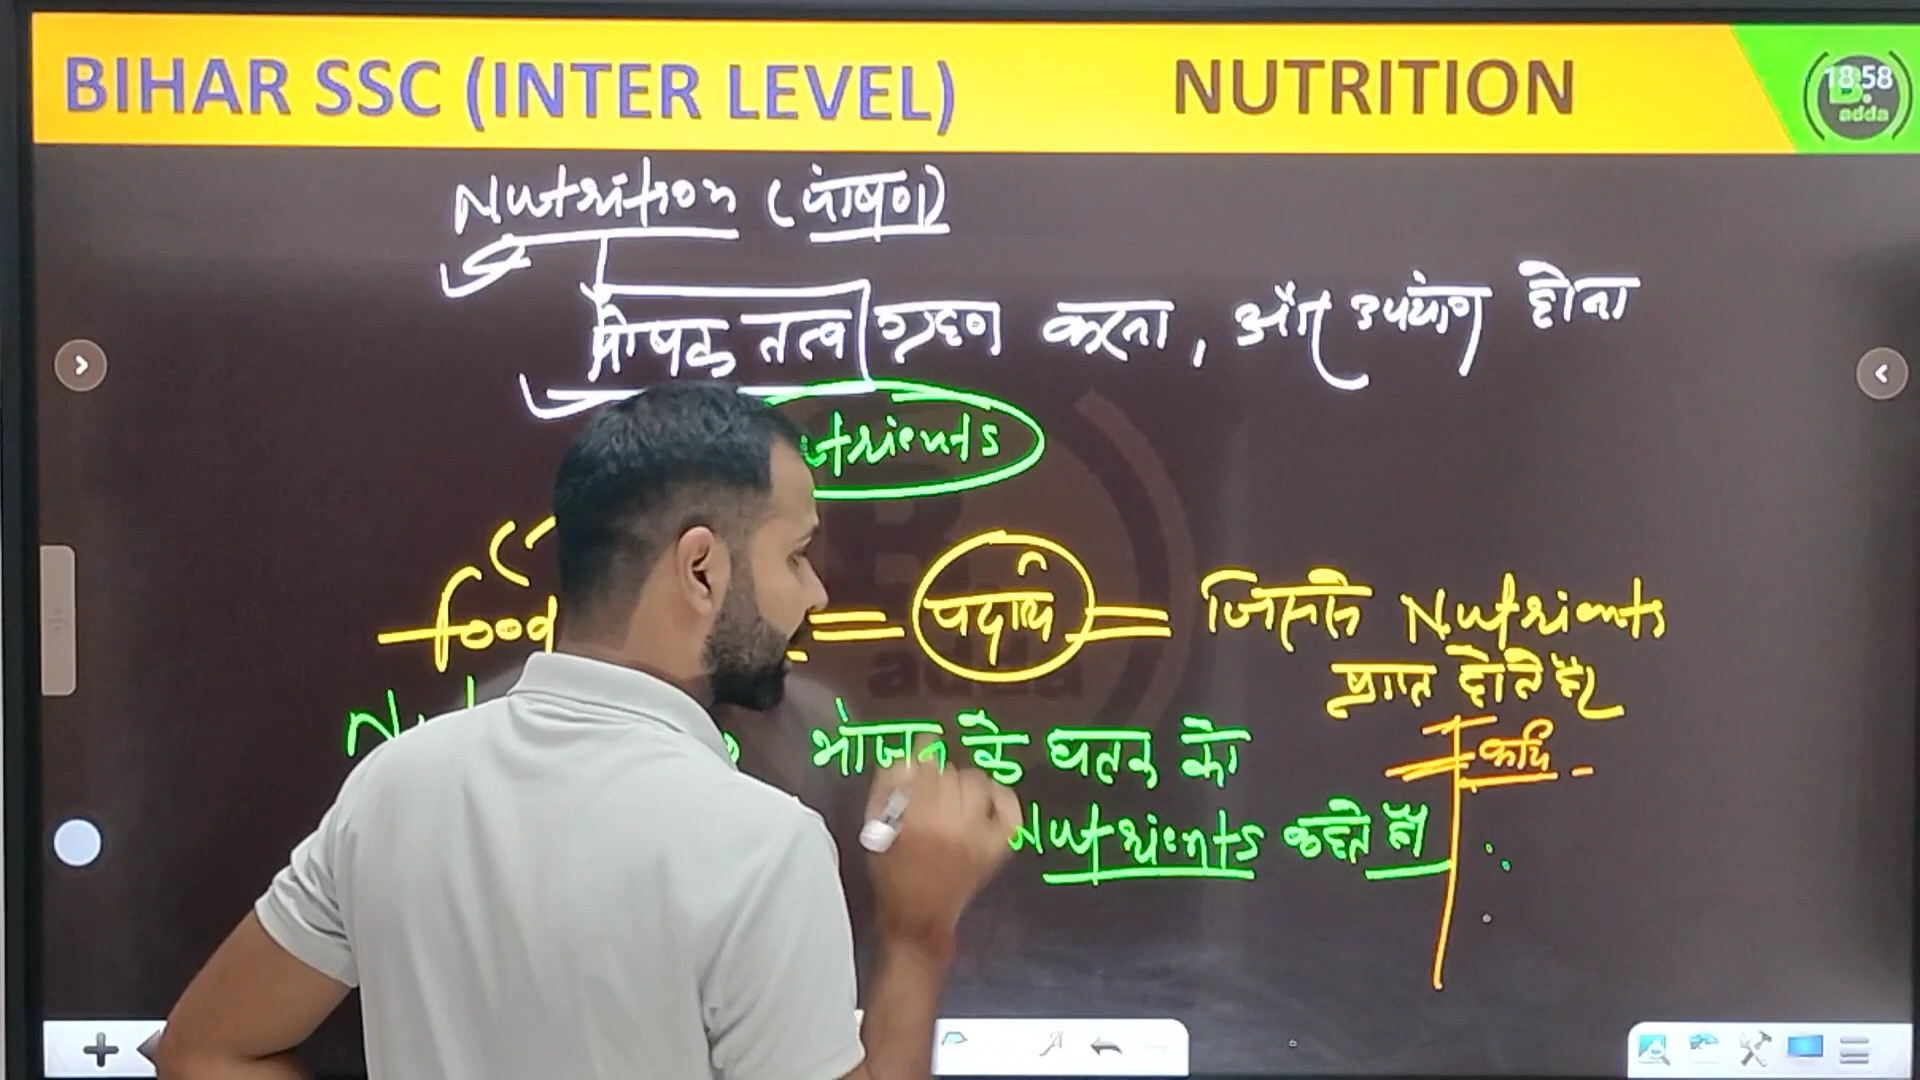 BIHAR SSC (INTER LEVEL) NUTRITION
18:58
B.
adda
Nutrition (पोषण)
पोषक तत्व ग्रहण करना, और उपयोग होना
utrients
food = पदार्थ = जिससे Nutrients
प्राप्त होते हैं
भोजन के घटक को
Nutrients कहते हैं